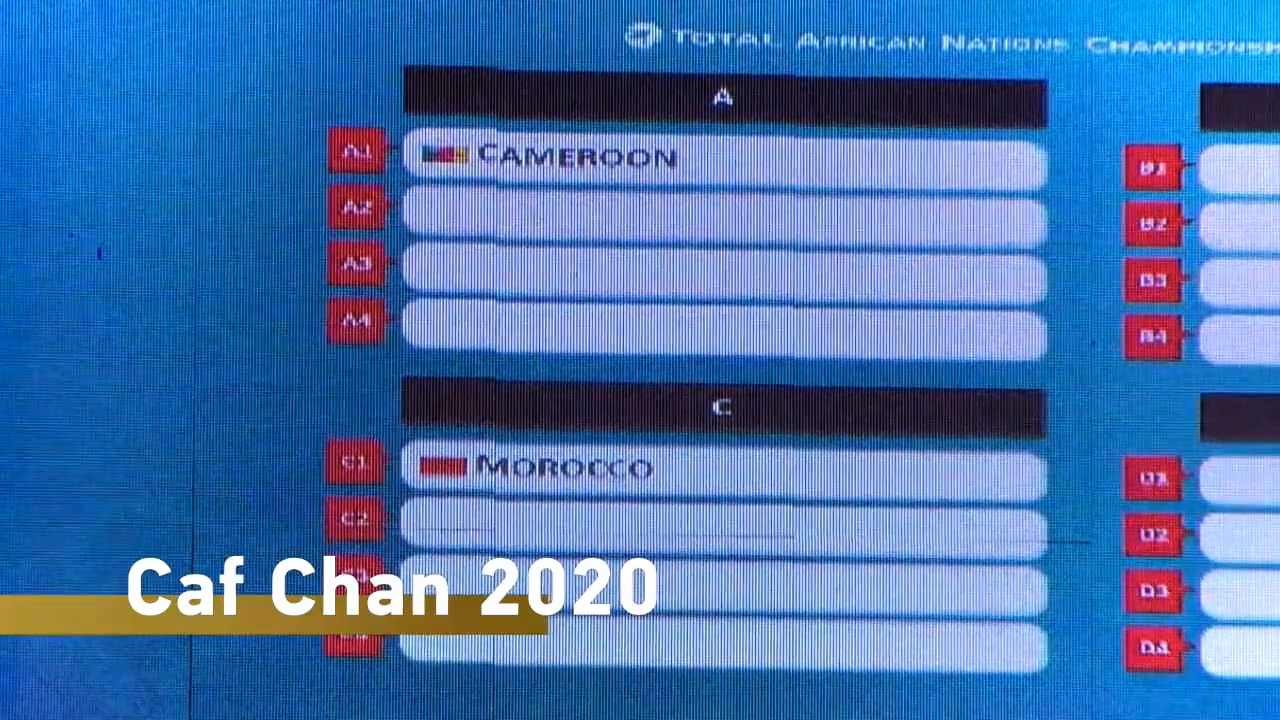 TOTAL AFRICAN NATIONS
A
A1 CAMEROON
A2
A3
A4
B1
B2
B3
B4
C
C1 MOROCCO
C2
D1
D2
D3
D4
Caf Chan 2020